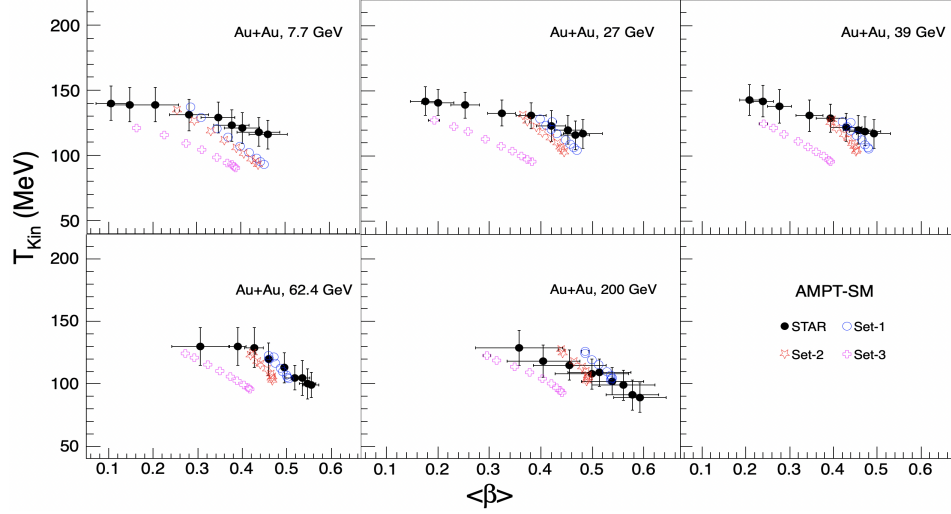 Au+Au, 7.7 GeV
Au+Au, 27 GeV
Au+Au, 39 GeV
200
150
100
50
T_Kin (MeV)
Au+Au, 62.4 GeV
Au+Au, 200 GeV
AMPT-SM
STAR Set-1
Set-2 Set-3
200
150
100
50
0.1 0.2 0.3 0.4 0.5 0.6
0.1 0.2 0.3 0.4 0.5 0.6
0.1 0.2 0.3 0.4 0.5 0.6
<β>